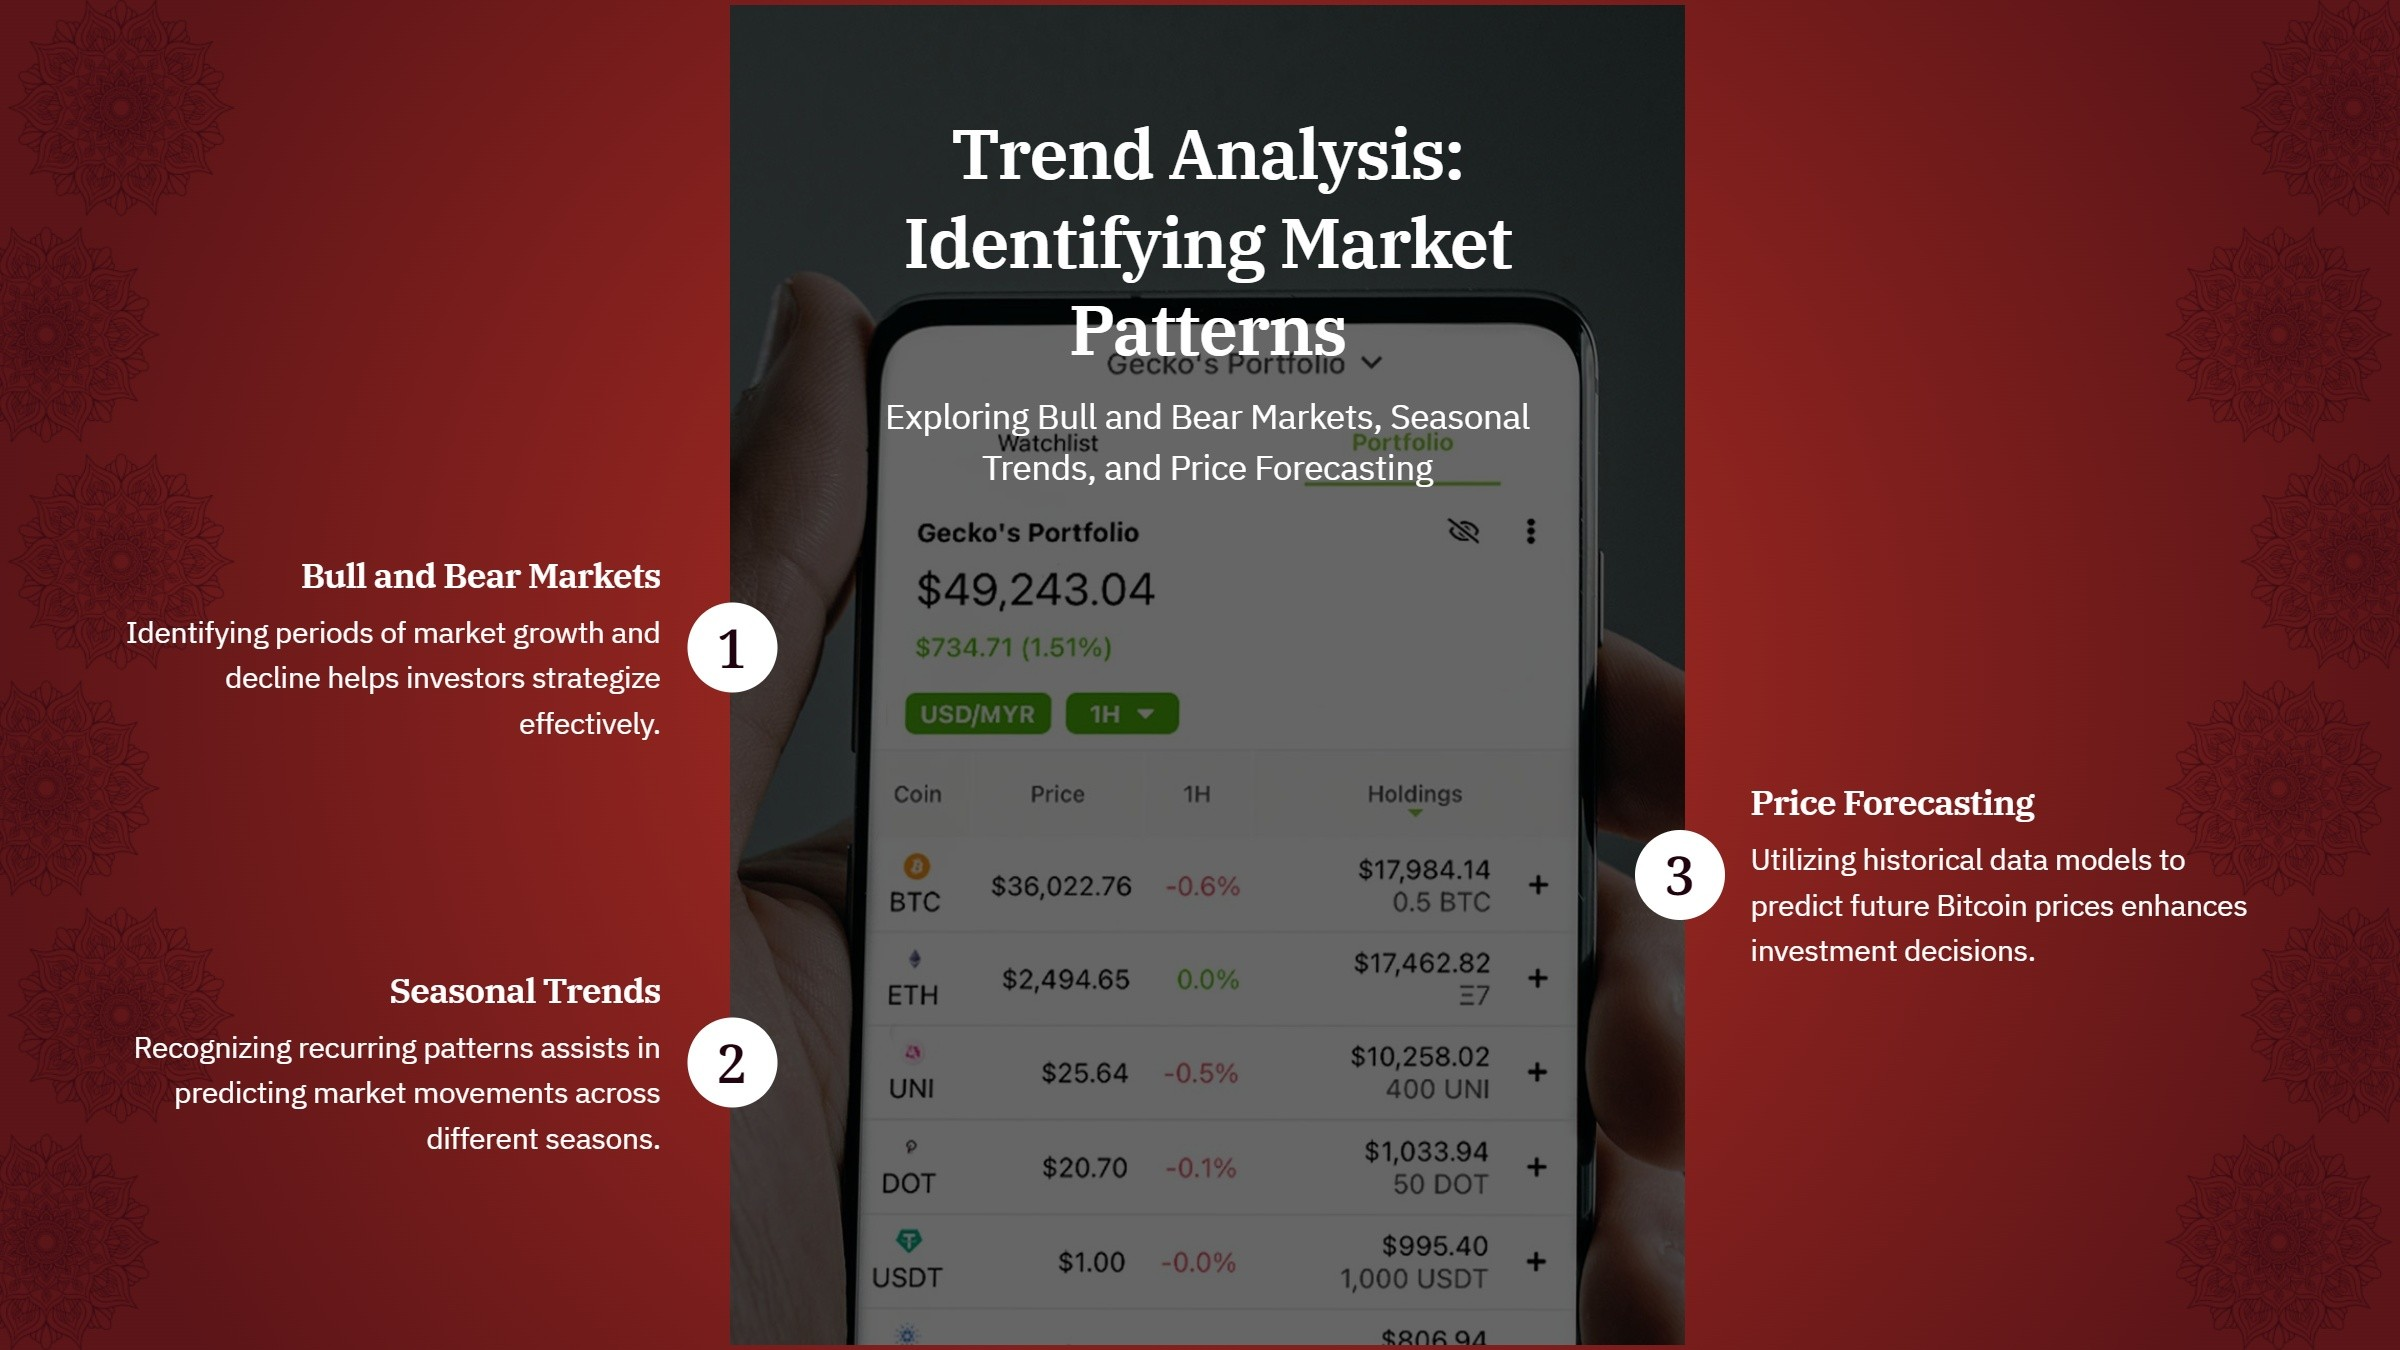 Trend Analysis:
Identifying Market
Patterns
Exploring Bull and Bear Markets, Seasonal
Trends, and Price Forecasting
Bull and Bear Markets
Identifying periods of market growth and
decline helps investors strategize
effectively.
1
Seasonal Trends
Recognizing recurring patterns assists in
predicting market movements across
different seasons.
2
Price Forecasting
Utilizing historical data models to
predict future Bitcoin prices enhances
investment decisions.
3
Gecko's Portfolio
Watchlist Portfolio
Gecko's Portfolio
$49,243.04
$734.71 (1.51%)
USD/MYR 1H
Coin Price 1H Holdings
BTC $36,022.76 -0.6% $17,984.14
0.5 BTC
ETH $2,494.65 0.0% $17,462.82
Ξ7
UNI $25.64 -0.5% $10,258.02
400 UNI
DOT $20.70 -0.1% $1,033.94
50 DOT
USDT $1.00 -0.0% $995.40
1,000 USDT
$806.94